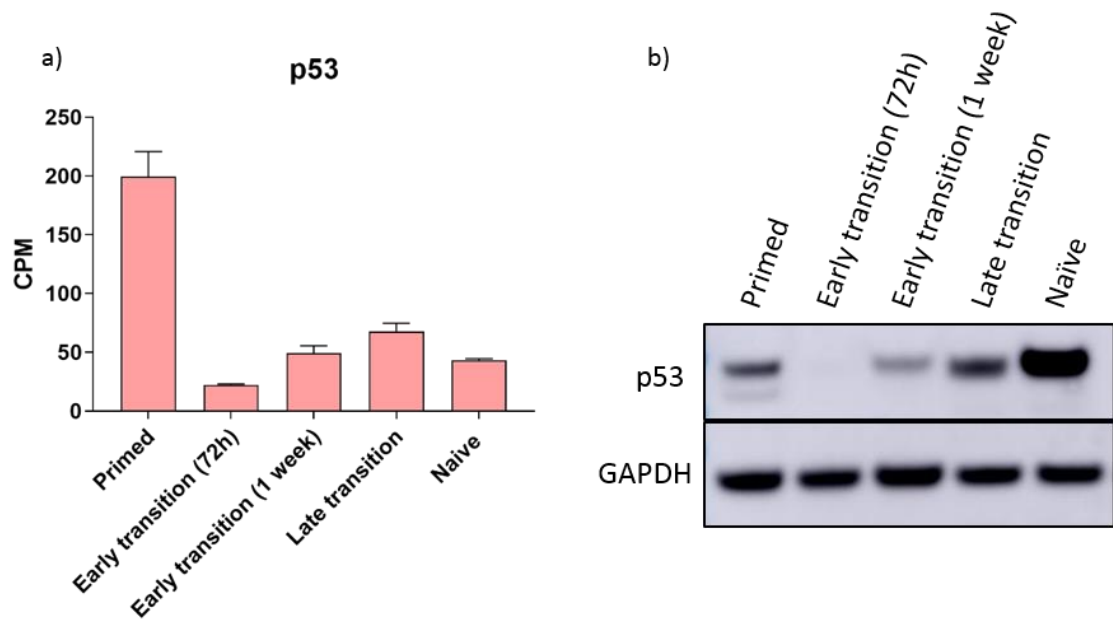 a)
p53
250
200
150
100
50
0
CPM
Primed
Early transition (72h)
Early transition (1 week)
Late transition
Naïve
b)
Primed
Early transition (72h)
Early transition (1 week)
Late transition
Naïve
p53
GAPDH